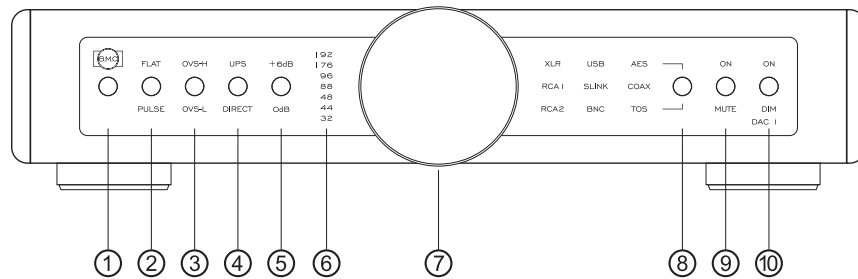 B.M.C.
FLAT
OVS-H
UPS
+6dB
PULSE
OVS-L
DIRECT
0dB
192
176
96
88
48
44
32
XLR USB AES
RCA1 SLINK COAX
RCA2 BNC TOS
ON
MUTE
ON
DIM
DAC 1
① ② ③ ④ ⑤ ⑥ ⑦ ⑧ ⑨ ⑩